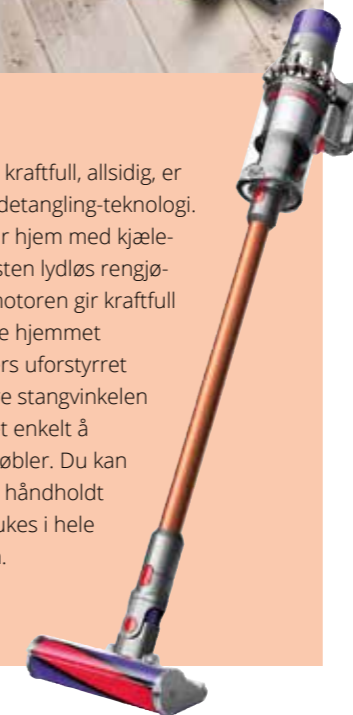 kraftfull, allsidig, er
detangling-teknologi.
r hjem med kjæle-
sten lydløs rengjø-
notoren gir kraftfull
e hjemmet
rs uforstyrret
e stangvinkelen
t enkelt å
øbler. Du kan
håndholdt
ukes i hele